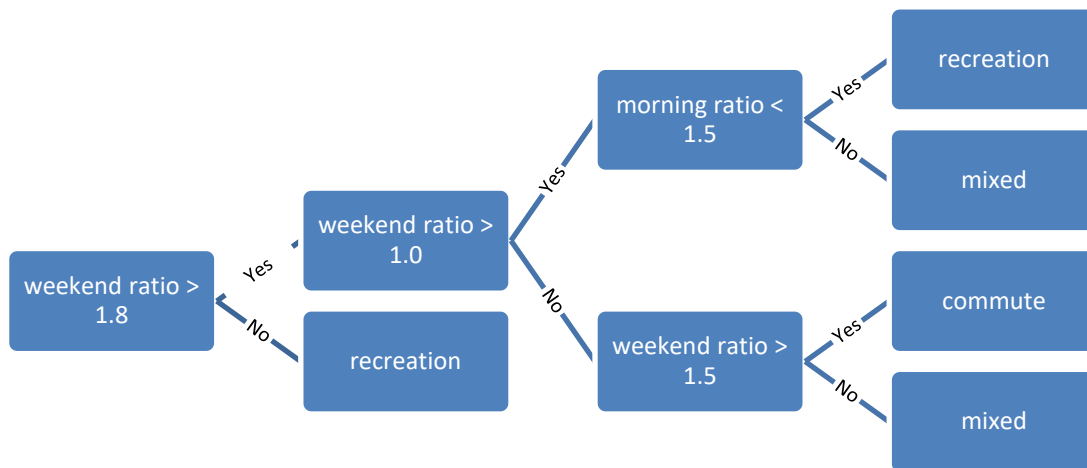 weekend ratio >
1.8
Yes
No
weekend ratio >
1.0
recreation
Yes
No
morning ratio <
1.5
weekend ratio >
1.5
Yes
No
Yes
No
recreation
mixed
commute
mixed